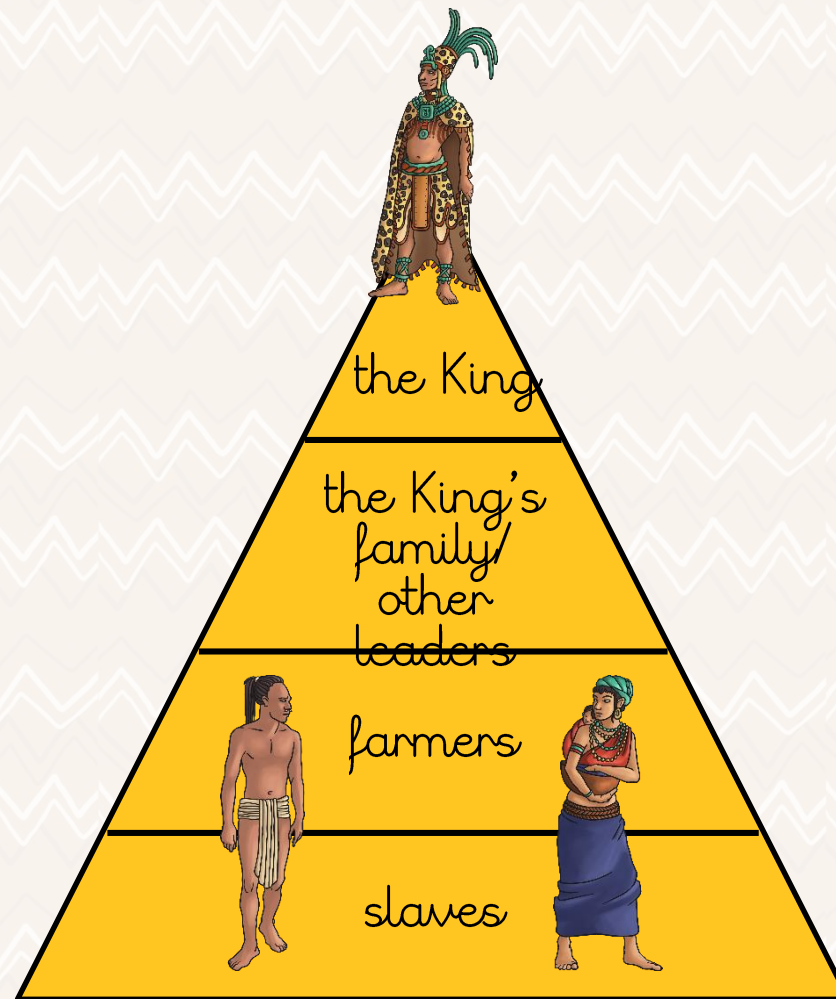 the King
the King's
family/
other
leaders
farmers
slaves